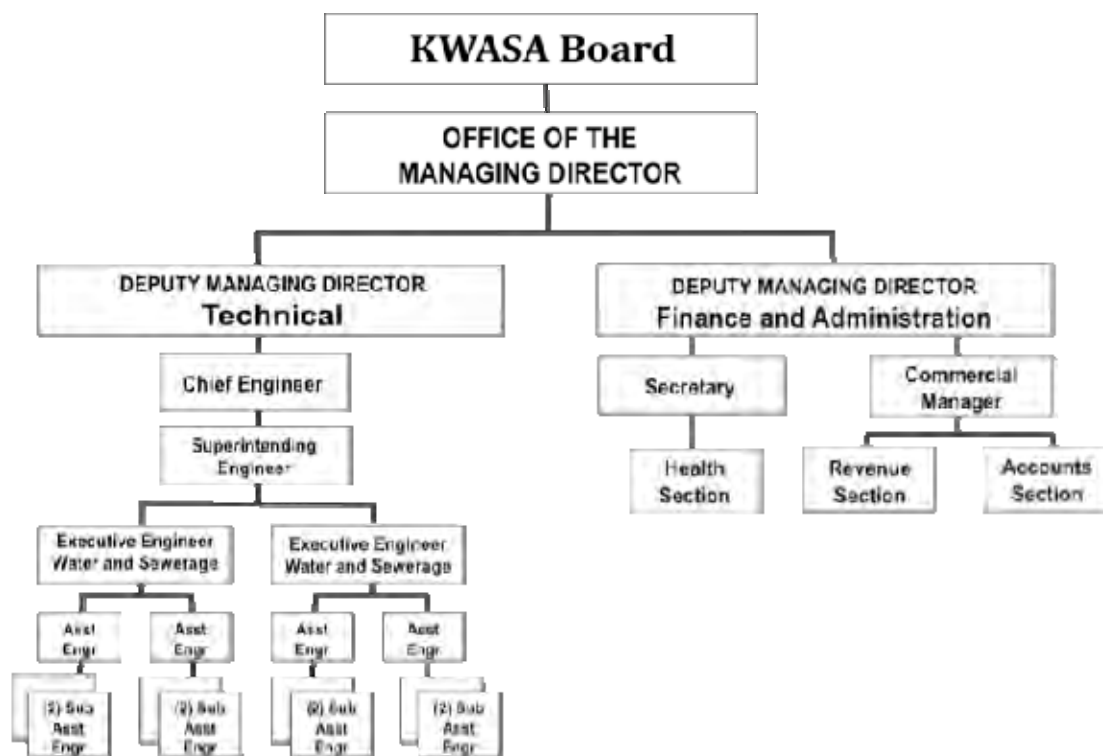 KWASA Board
OFFICE OF THE
MANAGING DIRECTOR
DEPUTY MANAGING DIRECTOR
Technical
DEPUTY MANAGING DIRECTOR
Finance and Administration
Chief Engineer
Secretary
Commercial
Manager
Superintending
Engineer
Health
Section
Revenue
Section
Accounts
Section
Executive Engineer
Water and Sewerage
Executive Engineer
Water and Sewerage
Asst
Engr
Asst
Engr
Asst
Engr
Asst
Engr
(2) Sub
Asst
Engr
(2) Sub
Asst
Engr
(2) Sub
Asst
Engr
(2) Sub
Asst
Engr